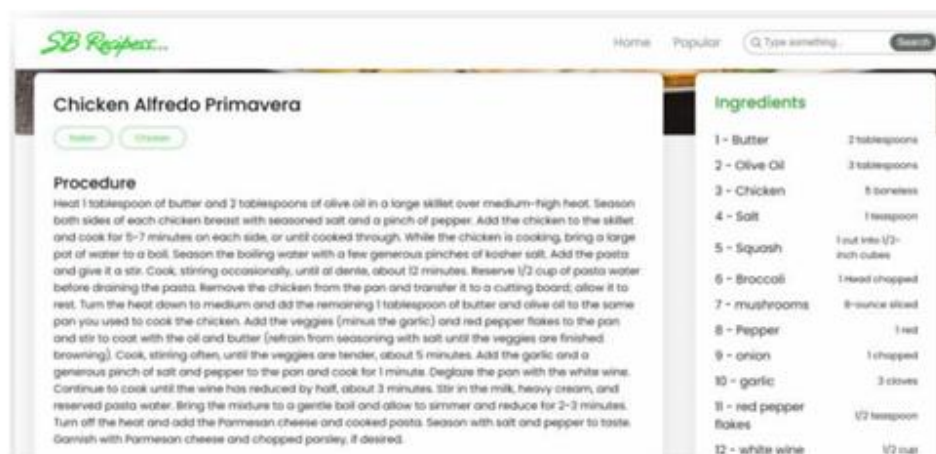 SB Recipess...
Home Popular Type something... Search
Chicken Alfredo Primavera
Italian Chicken
Procedure
Heat 1 tablespoon of butter and 2 tablespoons of olive oil in a large skillet over medium-high heat. Season
both sides of each chicken breast with seasoned salt and a pinch of pepper. Add the chicken to the skillet
and cook for 5-7 minutes on each side, or until cooked through. While the chicken is cooking, bring a large
pot of water to a boil. Season the boiling water with a few generous pinches of kosher salt. Add the pasta
and give it a stir. Cook, stirring occasionally, until al dente, about 12 minutes. Reserve 1/2 cup of pasta water
before draining the pasta. Remove the chicken from the pan and transfer it to a cutting board; allow it to
rest. Turn the heat down to medium and dd the remaining 1 tablespoon of butter and olive oil to the same
pan you used to cook the chicken. Add the veggies (minus the garlic) and red pepper flakes to the pan
and stir to coat with the oil and butter (refrain from seasoning with salt until the veggies are finished
browning). Cook, stirring often, until the veggies are tender, about 5 minutes. Add the garlic and a
generous pinch of salt and pepper to the pan and cook for 1 minute. Deglaze the pan with the white wine.
Continue to cook until the wine has reduced by half, about 3 minutes. Stir in the milk, heavy cream, and
reserved pasta water. Bring the mixture to a gentle boil and allow to simmer and reduce for 2-3 minutes.
Turn off the heat and add the Parmesan cheese and cooked pasta. Season with salt and pepper to taste.
Garnish with Parmesan cheese and chopped parsley, if desired.
Ingredients
1 - Butter 2 tablespoons
2 - Olive Oil 3 tablespoons
3 - Chicken 5 boneless
4 - Salt 1 teaspoon
5 - Squash 1 cut into 1/2-
inch cubes
6 - Broccoli 1 Head chopped
7 - mushrooms 8-ounce sliced
8 - Pepper 1 red
9 - onion 1 chopped
10 - garlic 3 cloves
11 - red pepper
flakes 1/2 teaspoon
12 - white wine 1/2 cup